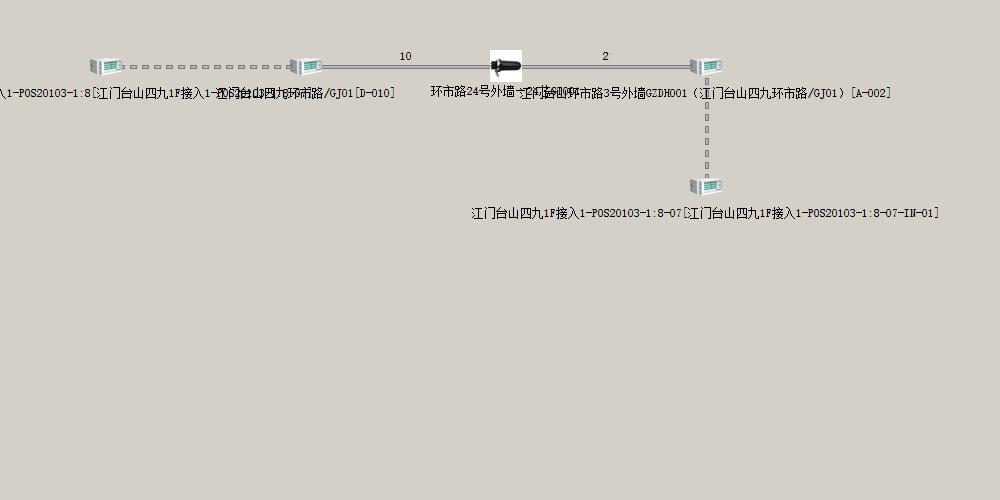 10
2
入1-POS20103-1:8[江门台山四九1F接入1-
江门台山四九环市路/GJ01[D-010]
环市路24号外墙
江门台山环市路3号外墙GZDH001（江门台山四九环市路/GJ01）[A-002]
江门台山四九1F接入1-POS20103-1:8-07[江门台山四九1F接入1-POS20103-1:8-07-IN-01]